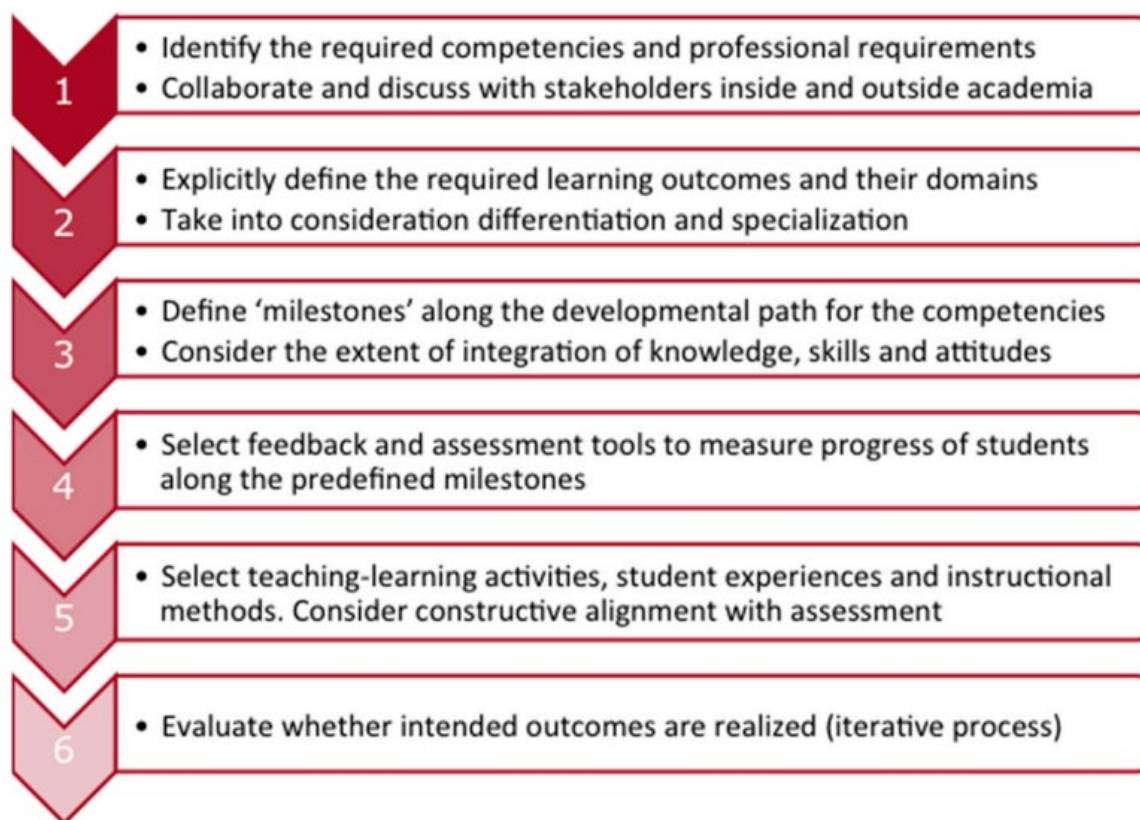 1
• Identify the required competencies and professional requirements
• Collaborate and discuss with stakeholders inside and outside academia
2
• Explicitly define the required learning outcomes and their domains
• Take into consideration differentiation and specialization
3
• Define ‘milestones’ along the developmental path for the competencies
• Consider the extent of integration of knowledge, skills and attitudes
4
• Select feedback and assessment tools to measure progress of students
along the predefined milestones
5
• Select teaching-learning activities, student experiences and instructional
methods. Consider constructive alignment with assessment
6
• Evaluate whether intended outcomes are realized (iterative process)